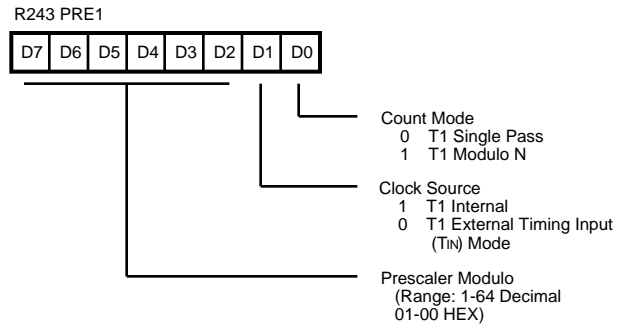 R243 PRE1
D7 D6 D5 D4 D3 D2 D1 D0
Count Mode
0 T1 Single Pass
1 T1 Modulo N
Clock Source
1 T1 Internal
0 T1 External Timing Input
(TIN) Mode
Prescaler Modulo
(Range: 1-64 Decimal
01-00 HEX)